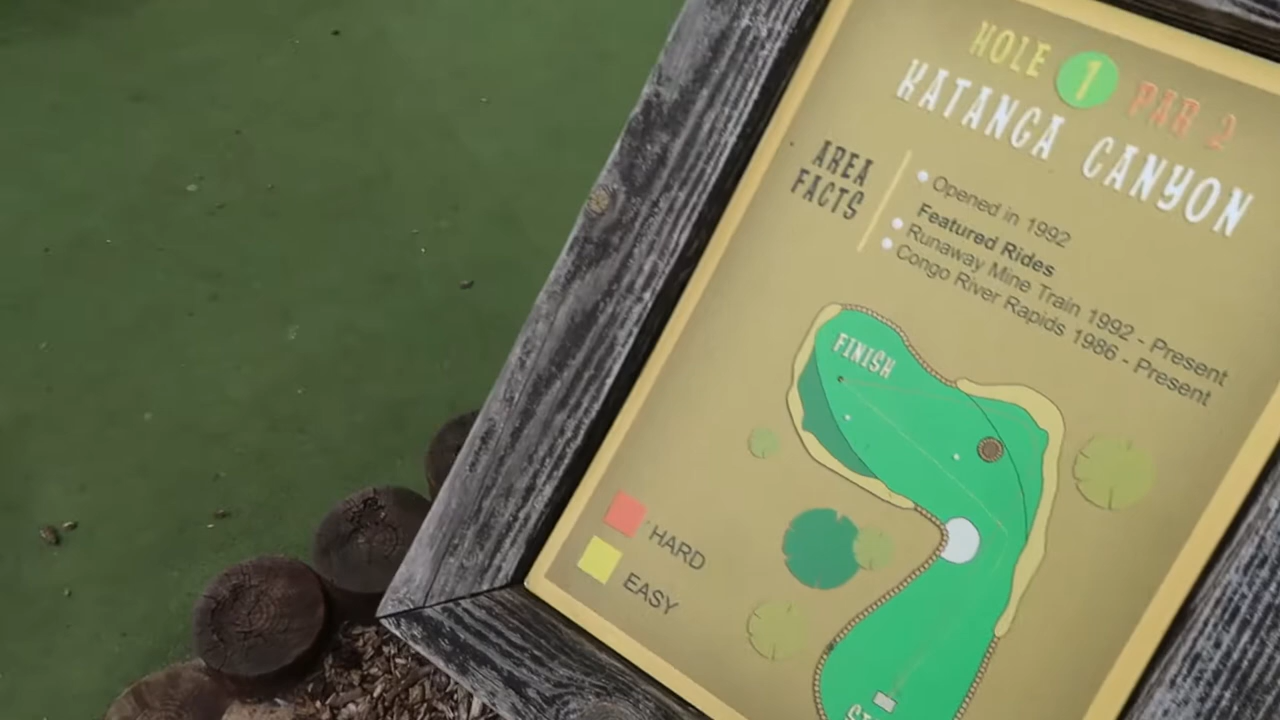 HOLE 1 PAR 2
KATANGA CANYON
AREA
FACTS
Opened in 1992
Featured Rides
Runaway Mine Train 1992 - Present
Congo River Rapids 1986 - Present
FINISH
HARD
EASY